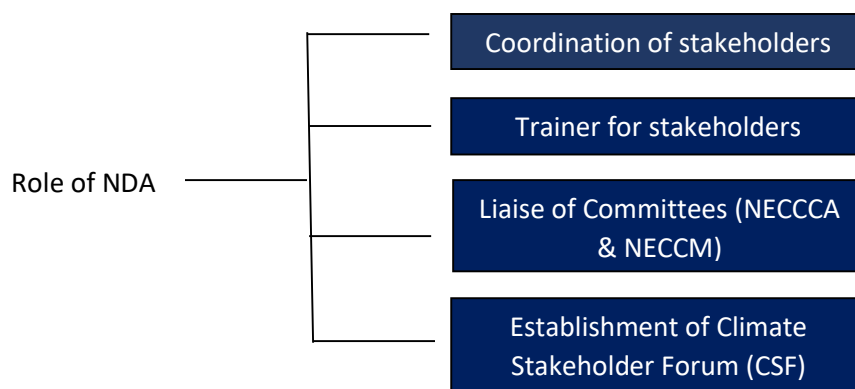 Coordination of stakeholders
Trainer for stakeholders
Role of NDA
Liaise of Committees (NECCCA
& NECCM)
Establishment of Climate
Stakeholder Forum (CSF)